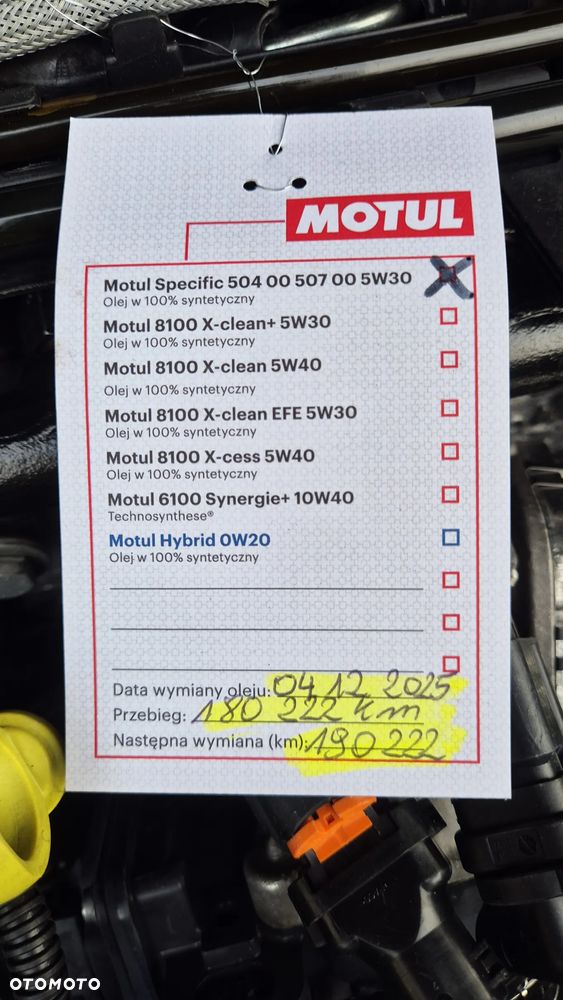 MOTUL
Motul Specific 504 00 507 00 5W30
Olej w 100% syntetyczny
Motul 8100 X-clean+ 5W30
Olej w 100% syntetyczny
Motul 8100 X-clean 5W40
Olej w 100% syntetyczny
Motul 8100 X-clean EFE 5W30
Olej w 100% syntetyczny
Motul 8100 X-cess 5W40
Olej w 100% syntetyczny
Motul 6100 Synergie+ 10W40
Technosynthese®
Motul Hybrid 0W20
Olej w 100% syntetyczny
Data wymiany oleju: 04 12 2025
Przebieg: 180 222 km
Następna wymiana (km): 190 222
OTOMOTO